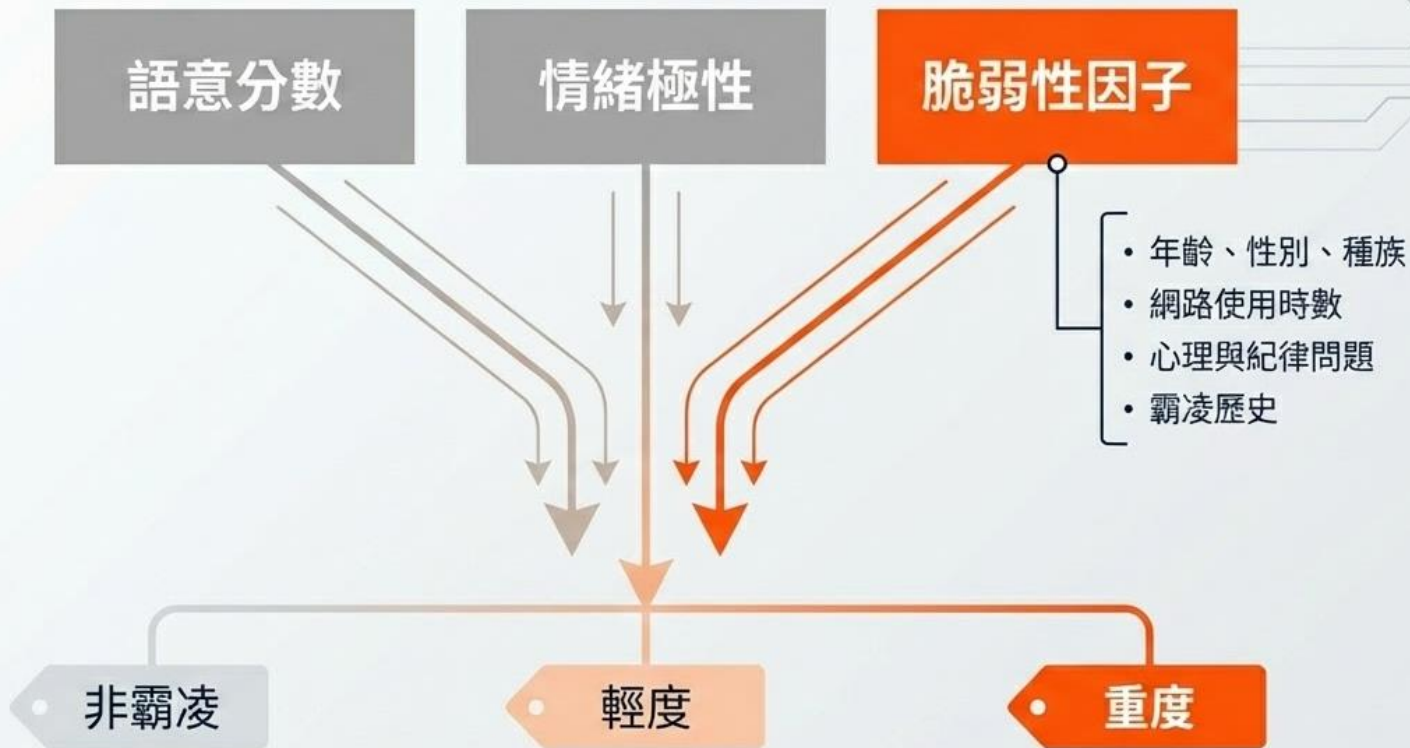 語意分數
情緒極性
脆弱性因子
• 年齡、性別、種族
• 網路使用時數
• 心理與紀律問題
• 霸凌歷史
非霸凌
輕度
重度